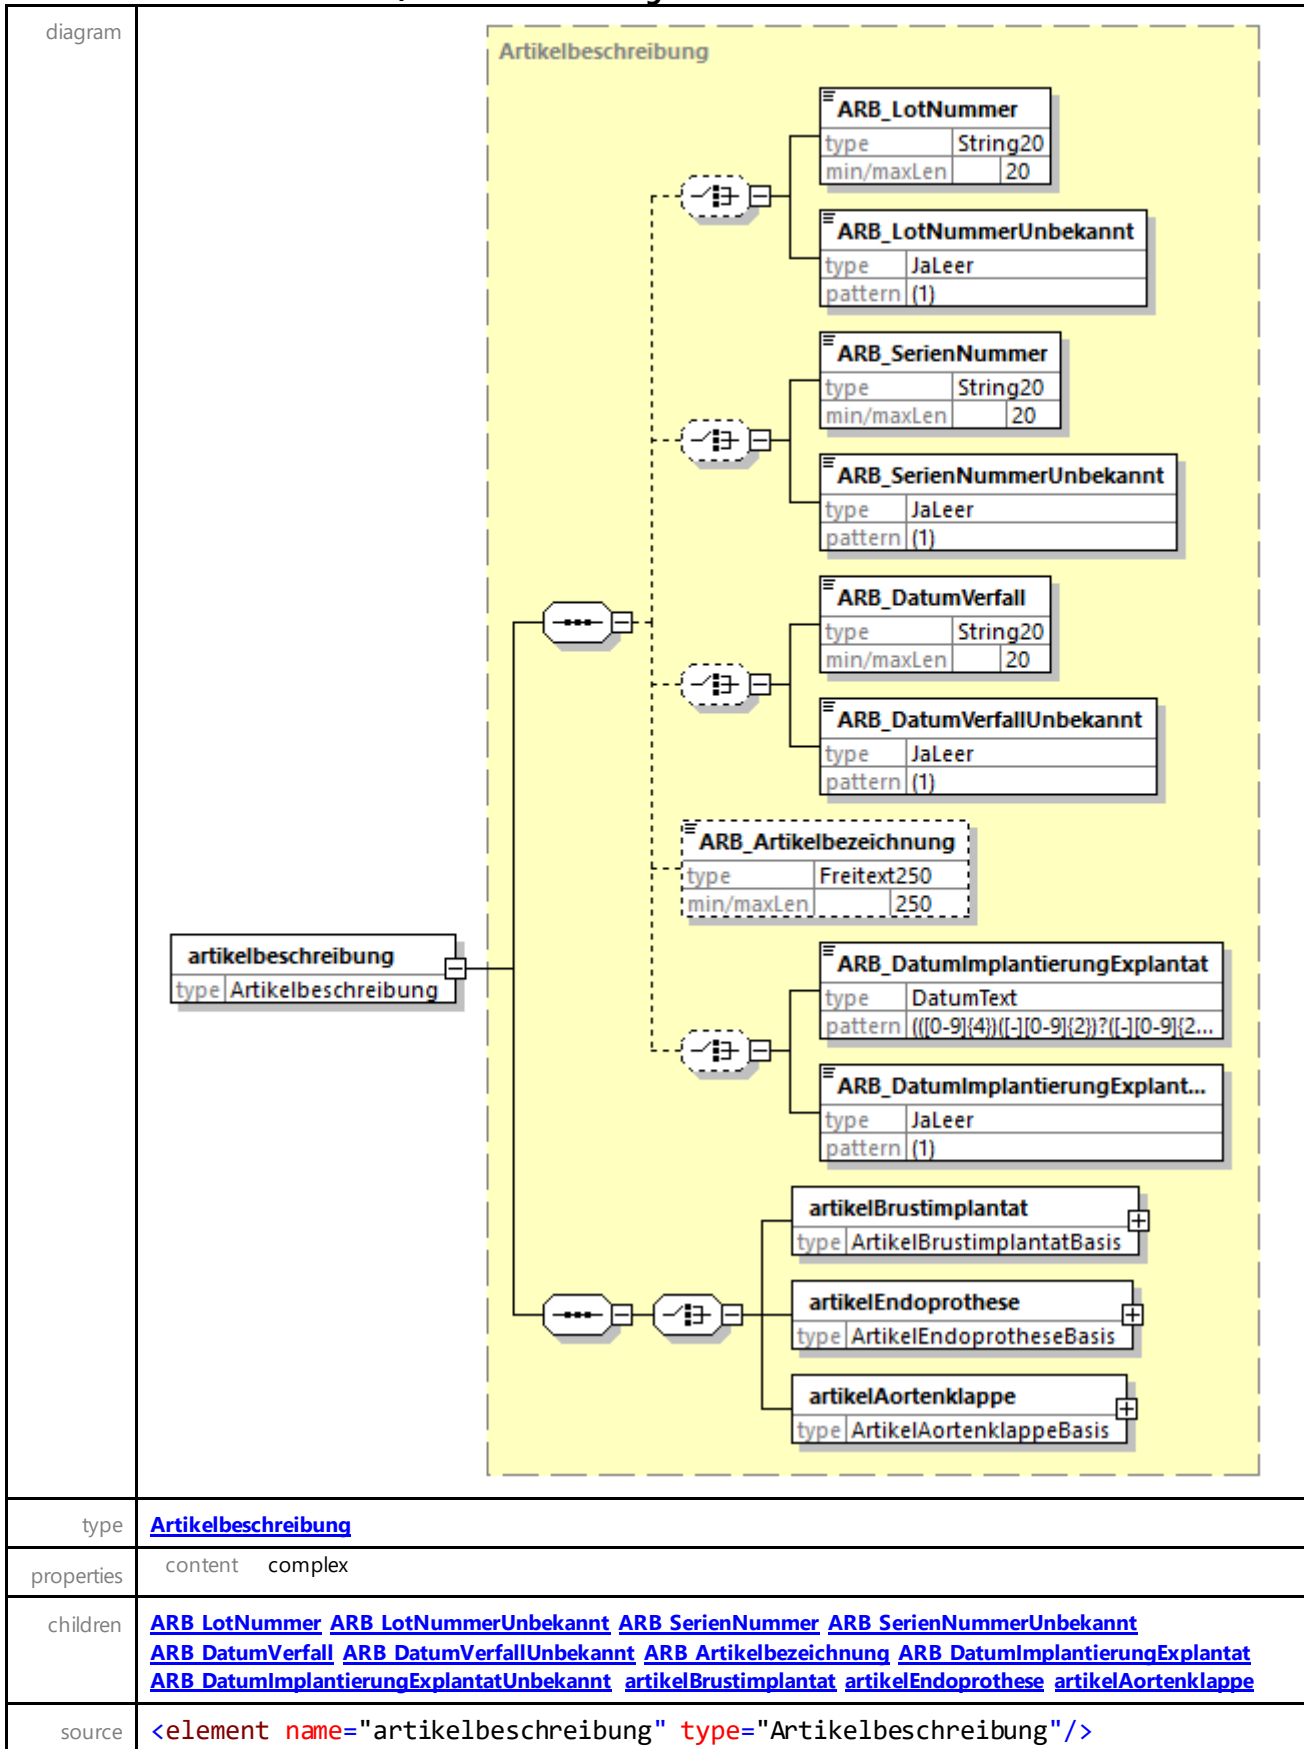 diagram
Artikelbeschreibung
ARB_LotNummer
type String20
min/maxLen 20
ARB_LotNummerUnbekannt
type JaLeer
pattern (1)
ARB_SerienNummer
type String20
min/maxLen 20
ARB_SerienNummerUnbekannt
type JaLeer
pattern (1)
ARB_DatumVerfall
type String20
min/maxLen 20
ARB_DatumVerfallUnbekannt
type JaLeer
pattern (1)
ARB_Artikelbezeichnung
type Freitext250
min/maxLen 250
artikelbeschreibung
type Artikelbeschreibung
ARB_DatumImplantierungExplantat
type DatumText
pattern (([0-9]{4})([-][0-9]{2})?([-][0-9]{2...
ARB_DatumImplantierungExplant...
type JaLeer
pattern (1)
artikelBrustimplantat
type ArtikelBrustimplantatBasis
artikelEndoprothese
type ArtikelEndoprotheseBasis
artikelAortenklappe
type ArtikelAortenklappeBasis
type Artikelbeschreibung
properties content complex
children ARB_LotNummer ARB_LotNummerUnbekannt ARB_SerienNummer ARB_SerienNummerUnbekannt
ARB_DatumVerfall ARB_DatumVerfallUnbekannt ARB_Artikelbezeichnung ARB_DatumImplantierungExplantat
ARB_DatumImplantierungExplantatUnbekannt artikelBrustimplantat artikelEndoprothese artikelAortenklappe
source <element name="artikelbeschreibung" type="Artikelbeschreibung"/>